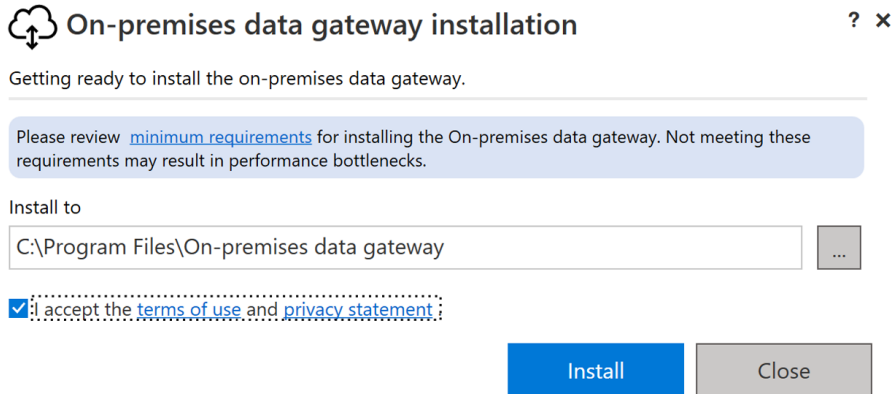 On-premises data gateway installation
? ×
Getting ready to install the on-premises data gateway.
Please review minimum requirements for installing the On-premises data gateway. Not meeting these
requirements may result in performance bottlenecks.
Install to
C:\Program Files\On-premises data gateway
...
I accept the terms of use and privacy statement
Install
Close